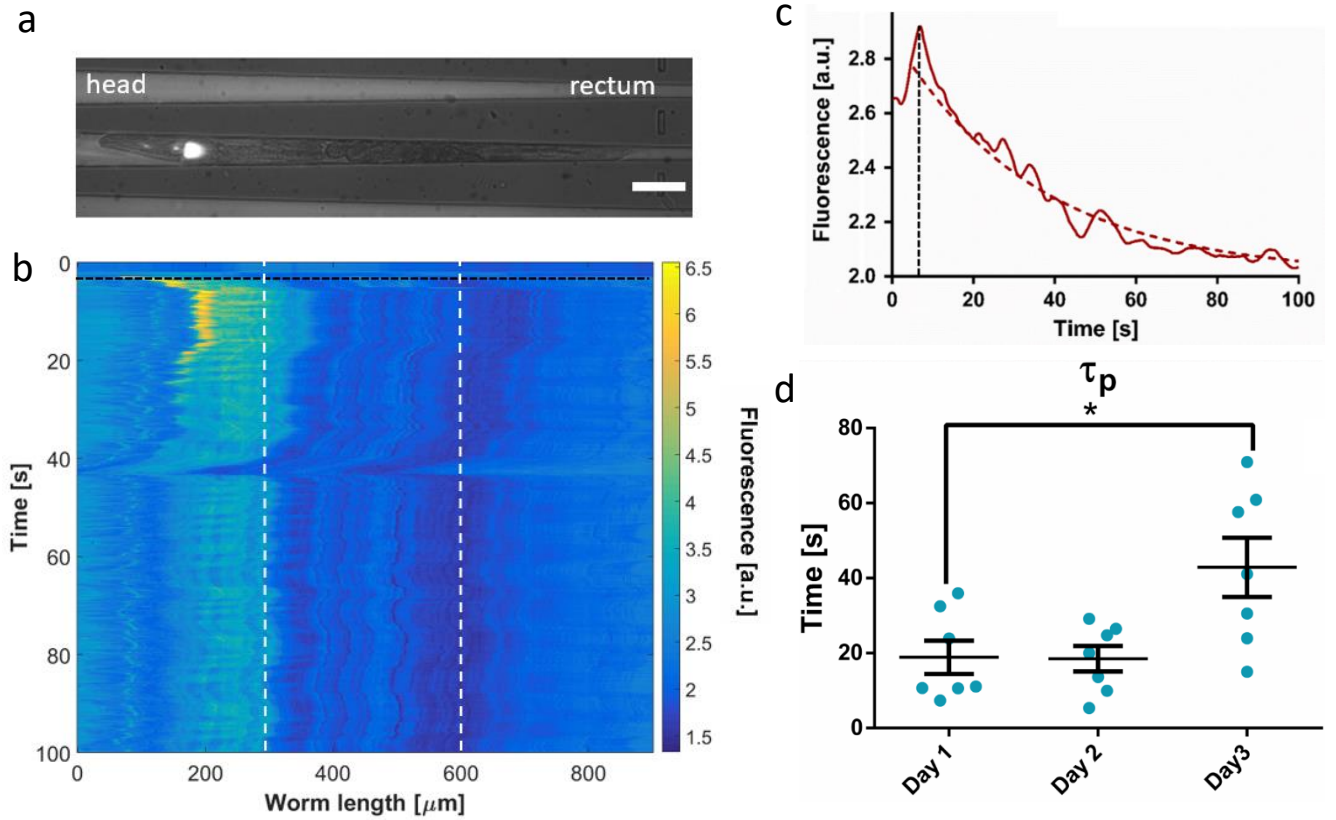 a
head
rectum
b
0
20
40
60
80
100
Time [s]
0
200
400
600
800
Worm length [μm]
6.5
6
5.5
5
4.5
4
3.5
3
2.5
2
1.5
Fluorescence [a.u.]
c
2.8
2.6
2.4
2.2
2.0
Fluorescence [a.u.]
0
20
40
60
80
100
Time [s]
d
τp
*
80
60
40
20
0
Time [s]
Day 1
Day 2
Day3